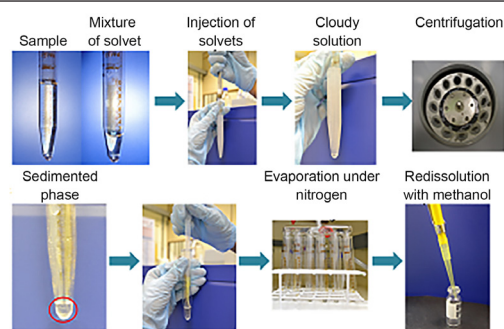 Sample
Mixture
of solvet
Injection of
solvets
Cloudy
solution
Centrifugation
Sedimented
phase
Evaporation under
nitrogen
Redissolution
with methanol